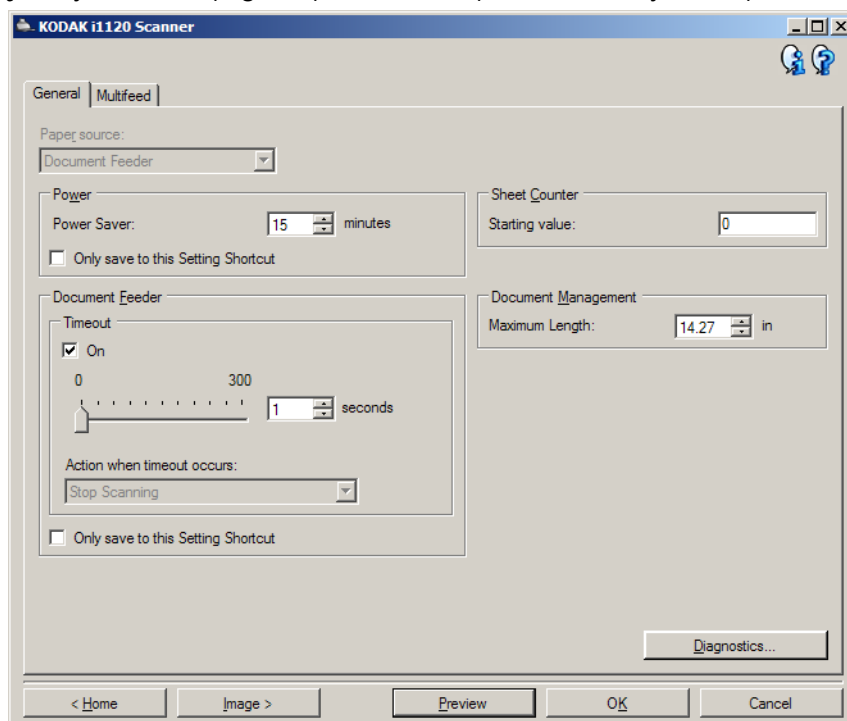 KODAK i1120 Scanner
General
Multifeed
Paper source:
Document Feeder
Power
Power Saver:
15
minutes
Only save to this Setting Shortcut
Sheet Counter
Starting value:
0
Document Feeder
Timeout
On
0
300
1
seconds
Action when timeout occurs:
Stop Scanning
Only save to this Setting Shortcut
Document Management
Maximum Length:
14.27
in
Diagnostics...
< Home
Image >
Preview
OK
Cancel